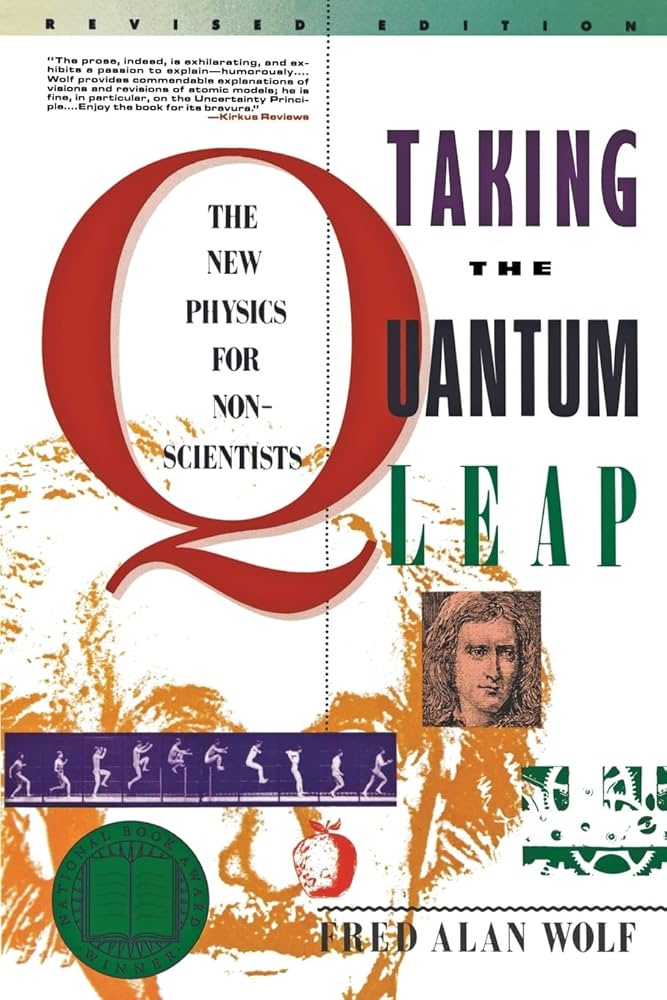 REVISED EDITION
"The prose, indeed, is exhilarating, and ex-
hibits a passion to explain—humorously....
Wolf provides commendable explanations of
visions and revisions of atomic models; he is
fine, in particular, on the Uncertainty Princi-
ple....Enjoy the book for its bravura."
—Kirkus Reviews
TAKING
THE
QUANTUM
LEAP
THE
NEW
PHYSICS
FOR
NON-
SCIENTISTS
NATIONAL BOOK AWARD
WINNER
FRED ALAN WOLF